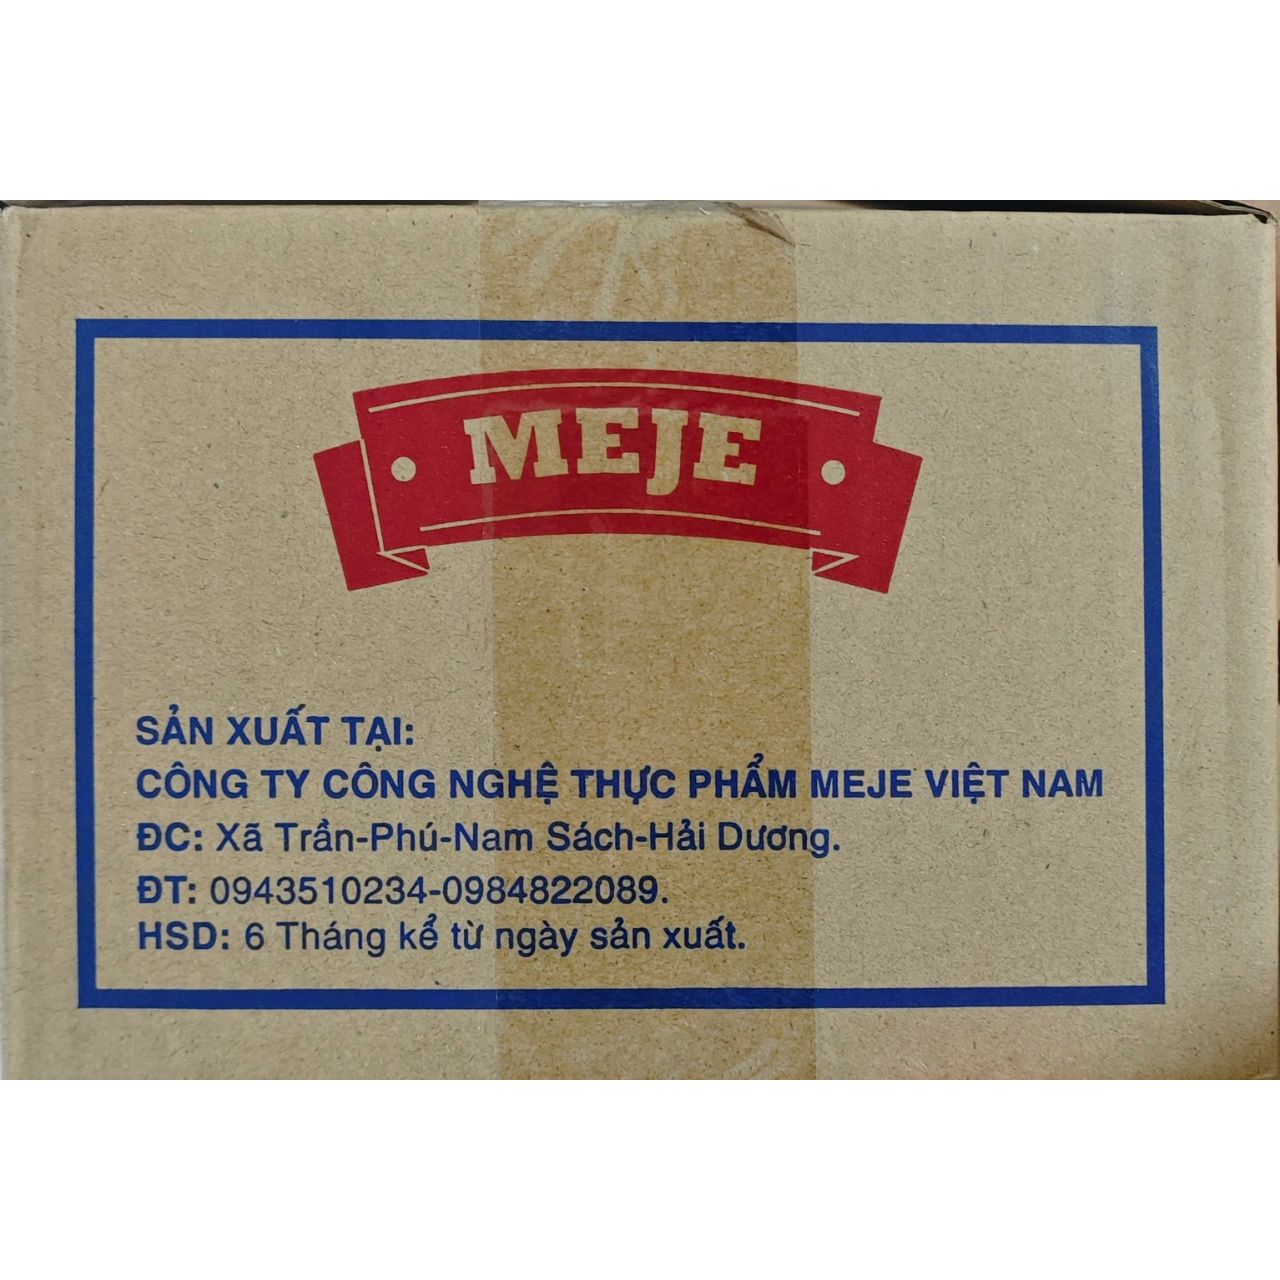 MEJE
SẢN XUẤT TẠI:
CÔNG TY CÔNG NGHỆ THỰC PHẨM MEJE VIỆT NAM
ĐC: Xã Trần-Phú-Nam Sách-Hải Dương.
ĐT: 0943510234-0984822089.
HSD: 6 Tháng kể từ ngày sản xuất.